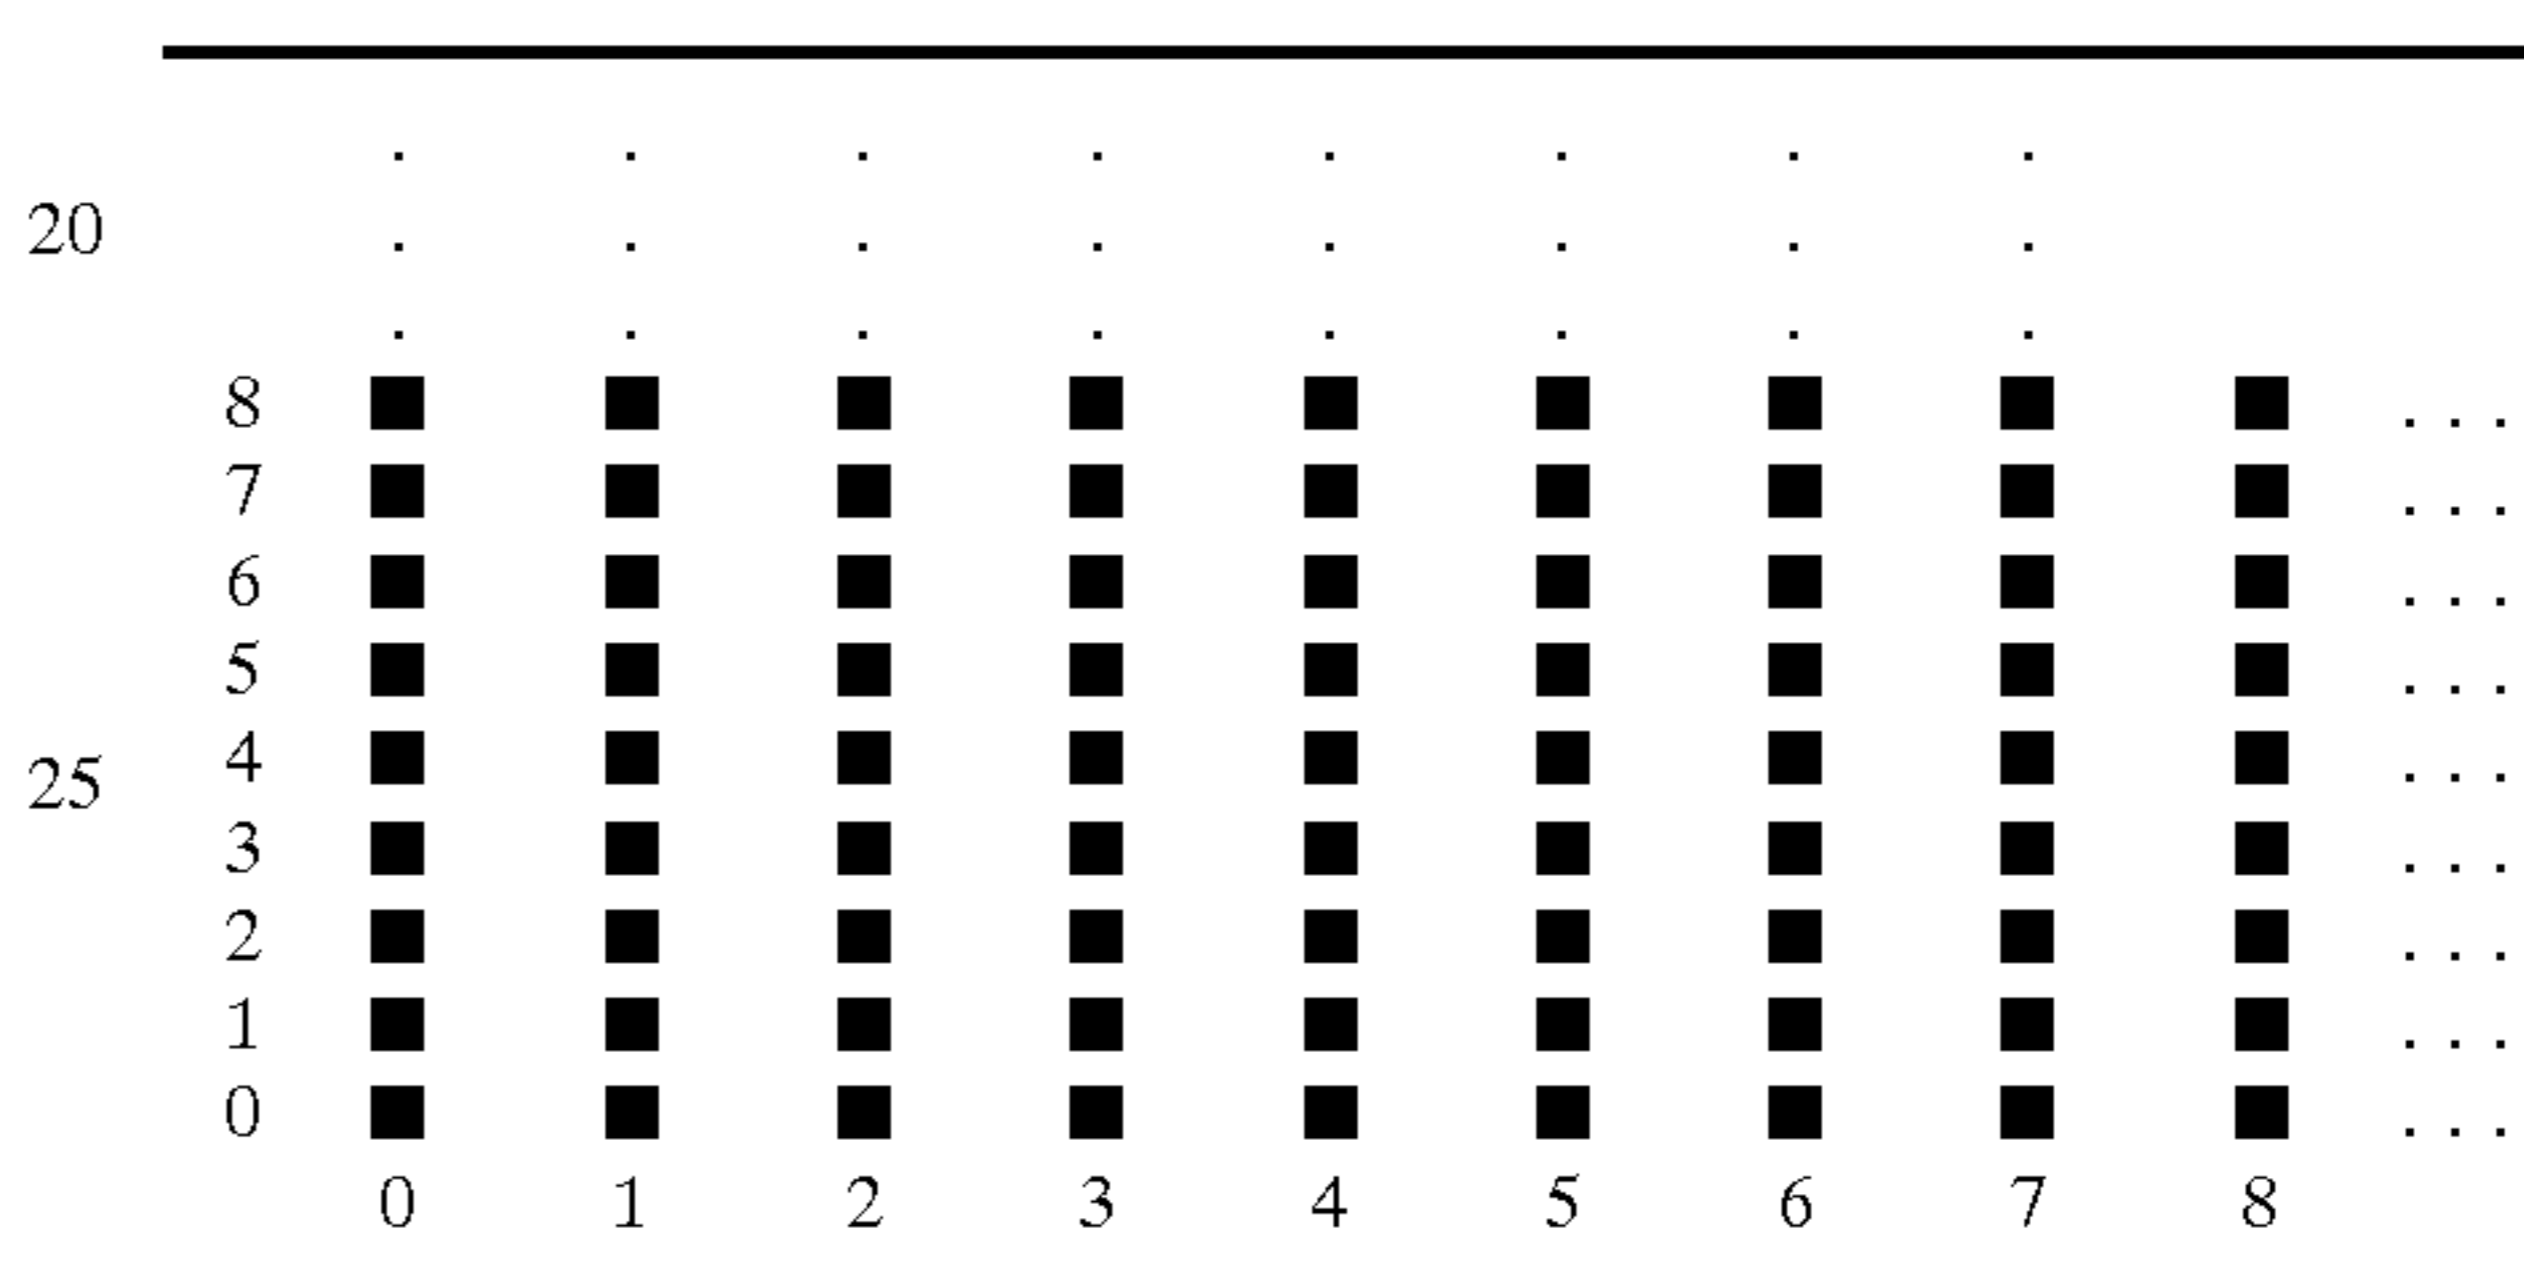 . . . . . . . .
20 . . . . . . . .
. . . . . . . .
8 ■ ■ ■ ■ ■ ■ ■ ■ ■ . . .
7 ■ ■ ■ ■ ■ ■ ■ ■ ■ . . .
6 ■ ■ ■ ■ ■ ■ ■ ■ ■ . . .
5 ■ ■ ■ ■ ■ ■ ■ ■ ■ . . .
25 4 ■ ■ ■ ■ ■ ■ ■ ■ ■ . . .
3 ■ ■ ■ ■ ■ ■ ■ ■ ■ . . .
2 ■ ■ ■ ■ ■ ■ ■ ■ ■ . . .
1 ■ ■ ■ ■ ■ ■ ■ ■ ■ . . .
0 ■ ■ ■ ■ ■ ■ ■ ■ ■ . . .
0 1 2 3 4 5 6 7 8